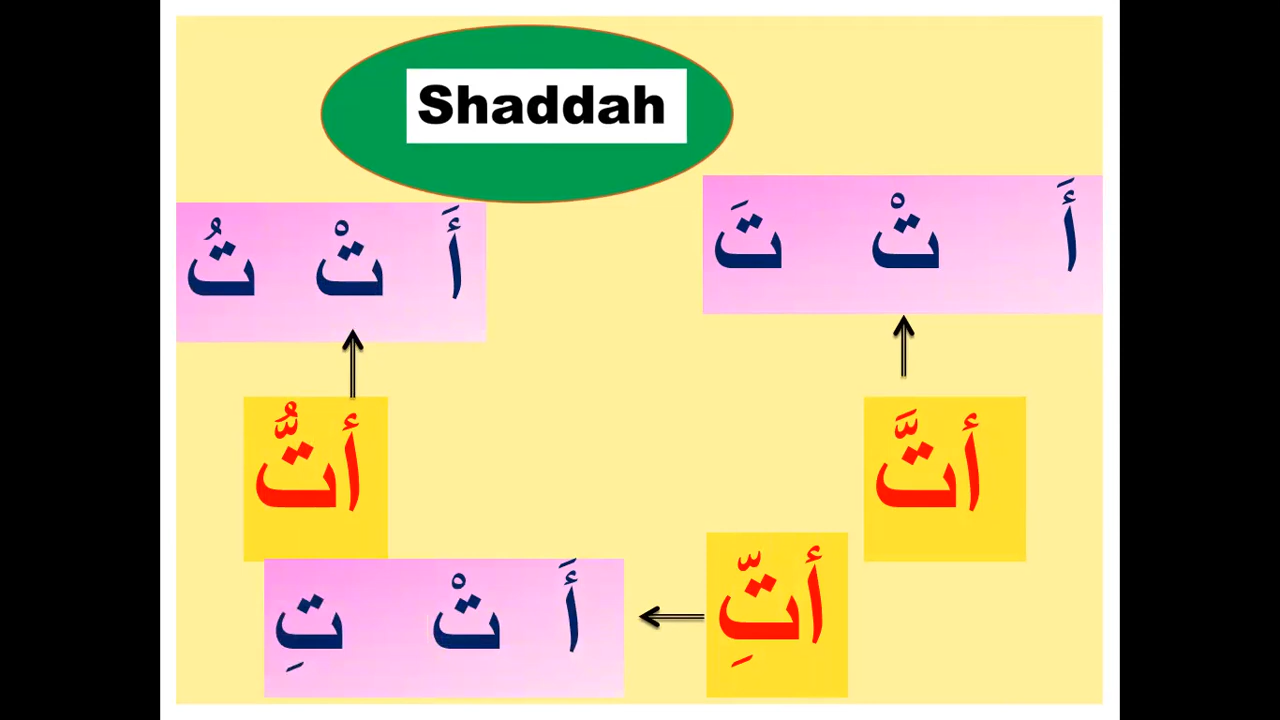 Shaddah
أَ تْ تَ
أَ تْ تُ
أتَّ
أتُّ
أتِّ
أَ تْ تِ